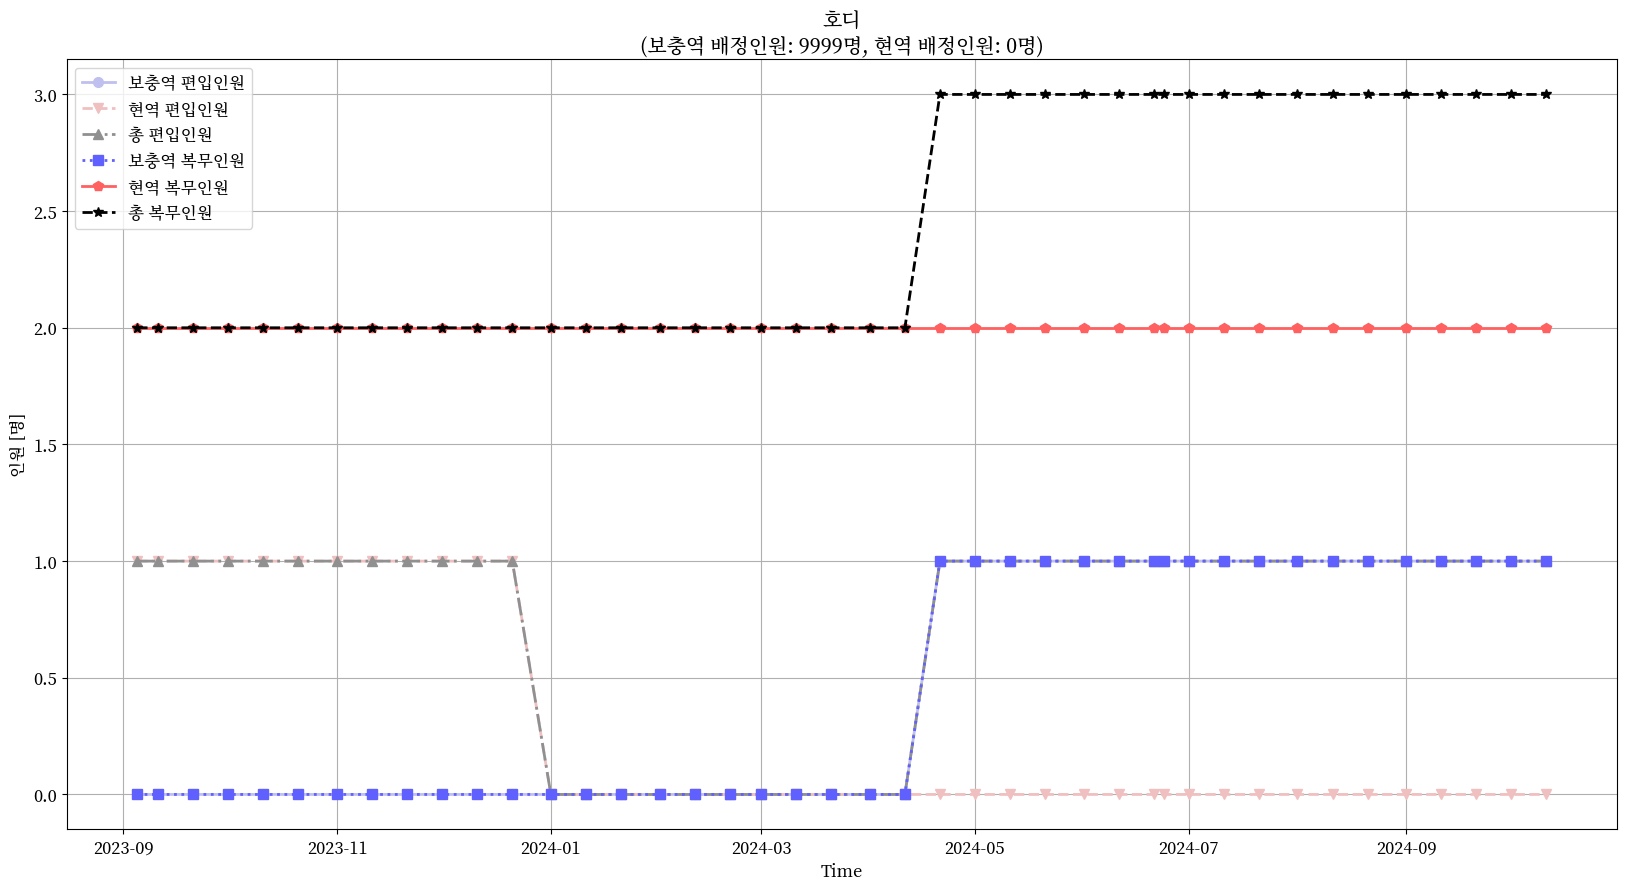 호디
(보충역 배정인원: 9999명, 현역 배정인원: 0명)
보충역 편입인원
현역 편입인원
총 편입인원
보충역 복무인원
현역 복무인원
총 복무인원
인원 [명]
3.0
2.5
2.0
1.5
1.0
0.5
0.0
2023-09
2023-11
2024-01
2024-03
2024-05
2024-07
2024-09
Time